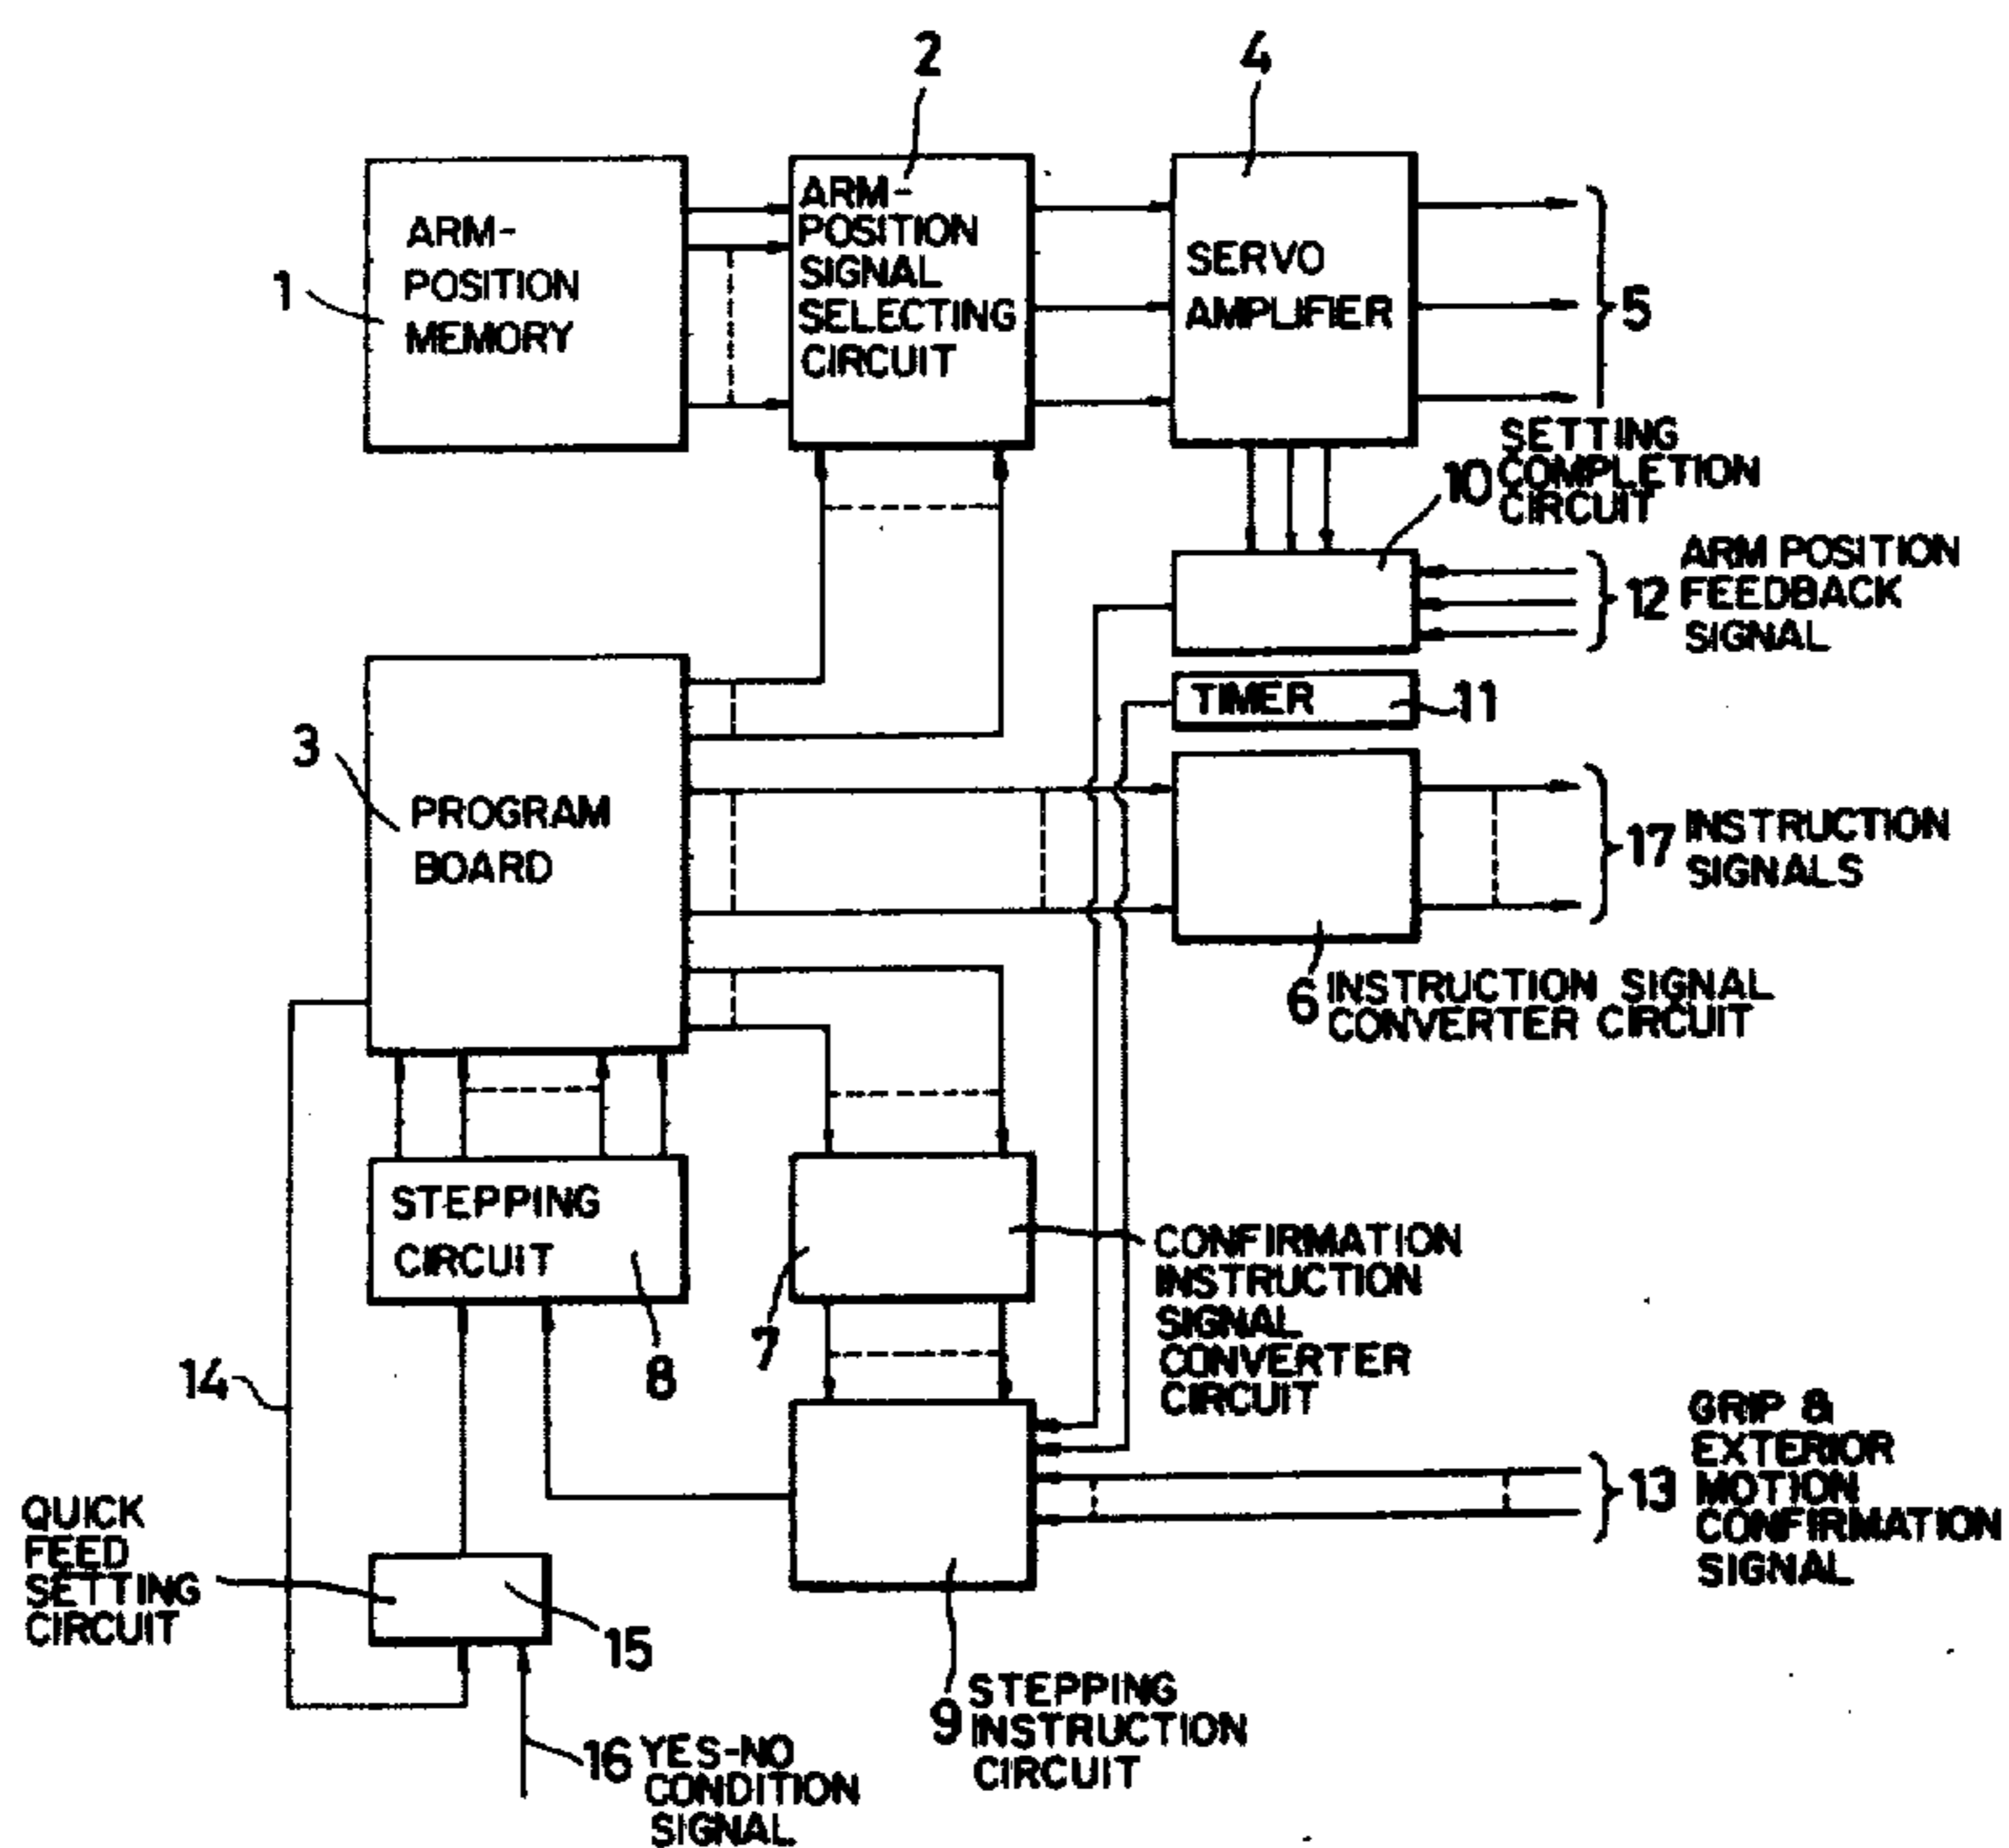 2
4
ARM-
POSITION
MEMORY
1
ARM-
POSITION
SIGNAL
SELECTING
CIRCUIT
SERVO
AMPLIFIER
5
10 SETTING
COMPLETION
CIRCUIT
12 ARM POSITION
FEEDBACK
SIGNAL
TIMER
11
3
PROGRAM
BOARD
17 INSTRUCTION
SIGNALS
6 INSTRUCTION SIGNAL
CONVERTER CIRCUIT
STEPPING
CIRCUIT
8
7
CONFIRMATION
INSTRUCTION
SIGNAL
CONVERTER
CIRCUIT
14
13 GRIP &
EXTERIOR
MOTION
CONFIRMATION
SIGNAL
QUICK
FEED
SETTING
CIRCUIT
15
9 STEPPING
INSTRUCTION
CIRCUIT
16 YES-NO
CONDITION
SIGNAL